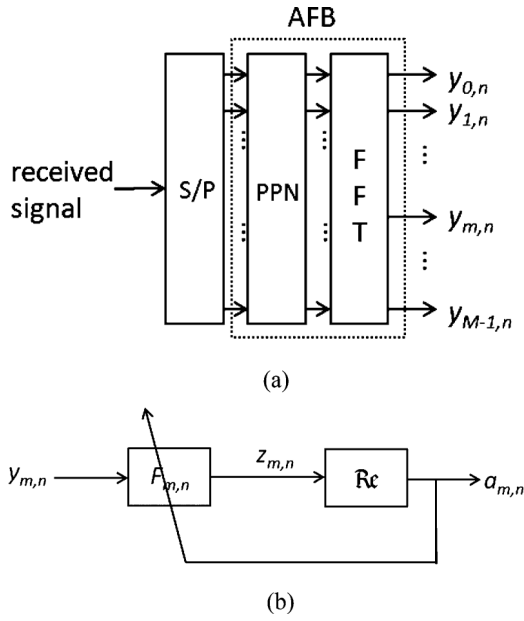 AFB
received
signal
S/P
PPN
F
F
T
y0,n
y1,n
⋮
ym,n
⋮
yM-1,n
(a)
ym,n
Fm,n
zm,n
ℜe
am,n
(b)